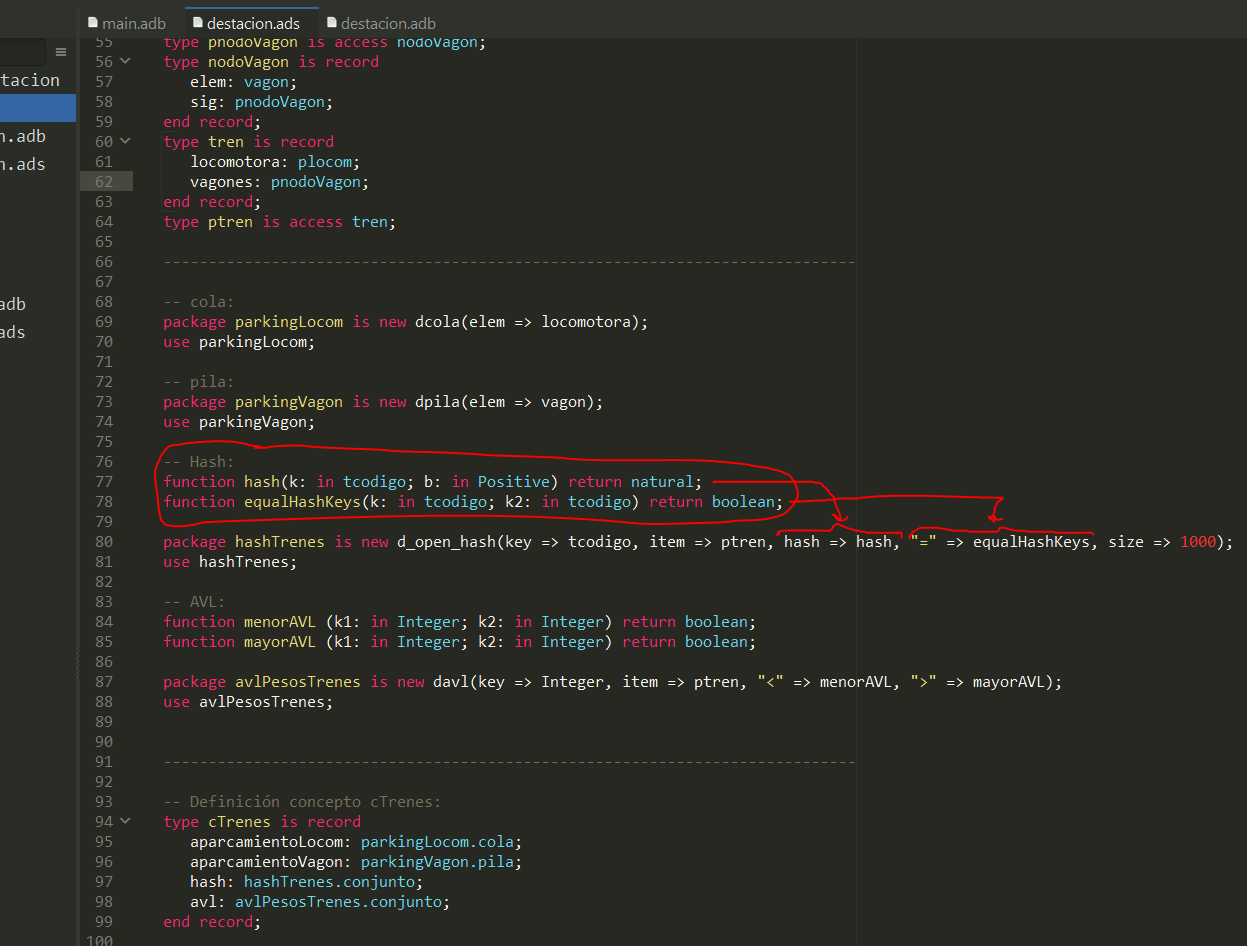 main.adb destacion.ads destacion.adb
tacion
n.adb
n.ads
adb
ads
55 type pnodoVagon is access nodoVagon;
56 type nodoVagon is record
57 elem: vagon;
58 sig: pnodoVagon;
59 end record;
60 type tren is record
61 locomotora: plocom;
62 vagones: pnodoVagon;
63 end record;
64 type ptren is access tren;
65
66 -----------------------------------------------------------------------------
67
68 -- cola:
69 package parkingLocom is new dcola(elem => locomotora);
70 use parkingLocom;
71
72 -- pila:
73 package parkingVagon is new dpila(elem => vagon);
74 use parkingVagon;
75
76 -- Hash:
77 function hash(k: in tcodigo; b: in Positive) return natural;
78 function equalHashKeys(k: in tcodigo; k2: in tcodigo) return boolean;
79
80 package hashTrenes is new d_open_hash(key => tcodigo, item => ptren, hash => hash, "=" => equalHashKeys, size => 1000);
81 use hashTrenes;
82
83 -- AVL:
84 function menorAVL (k1: in Integer; k2: in Integer) return boolean;
85 function mayorAVL (k1: in Integer; k2: in Integer) return boolean;
86
87 package avlPesosTrenes is new davl(key => Integer, item => ptren, "<" => menorAVL, ">" => mayorAVL);
88 use avlPesosTrenes;
89
90
91 -----------------------------------------------------------------------------
92
93 -- Definición concepto cTrenes:
94 type cTrenes is record
95 aparcamientoLocom: parkingLocom.cola;
96 aparcamientoVagon: parkingVagon.pila;
97 hash: hashTrenes.conjunto;
98 avl: avlPesosTrenes.conjunto;
99 end record;
100